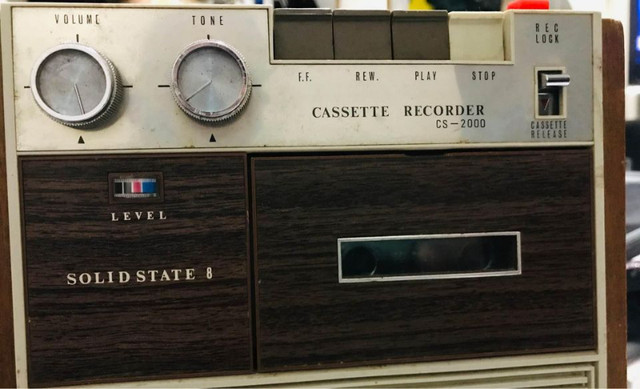 VOLUME
TONE
REC
LOCK
F.F.
REW.
PLAY
STOP
CASSETTE RECORDER
CS-2000
CASSETTE
RELEASE
LEVEL
SOLID STATE 8